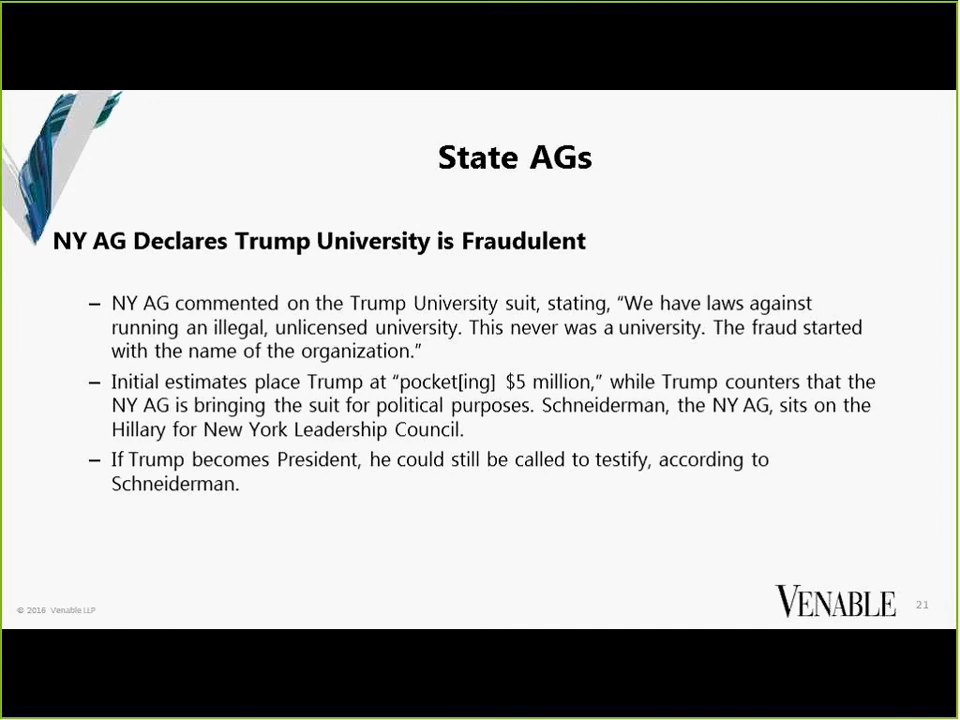 State AGs
NY AG Declares Trump University is Fraudulent
– NY AG commented on the Trump University suit, stating, “We have laws against
running an illegal, unlicensed university. This never was a university. The fraud started
with the name of the organization.”
– Initial estimates place Trump at “pocket[ing] $5 million,” while Trump counters that the
NY AG is bringing the suit for political purposes. Schneiderman, the NY AG, sits on the
Hillary for New York Leadership Council.
– If Trump becomes President, he could still be called to testify, according to
Schneiderman.
© 2016 Venable LLP
VENABLE 21